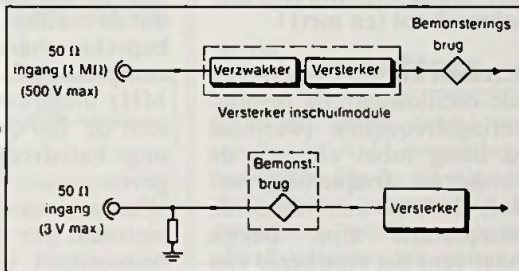 Bemonsterings
brug
50 Ω
ingang (1 MΩ)
(500 V max)
Verzwakker
Versterker
Versterker inschuifmodule
Bemonst.
brug
50 Ω
ingang
(3 V max)
Versterker